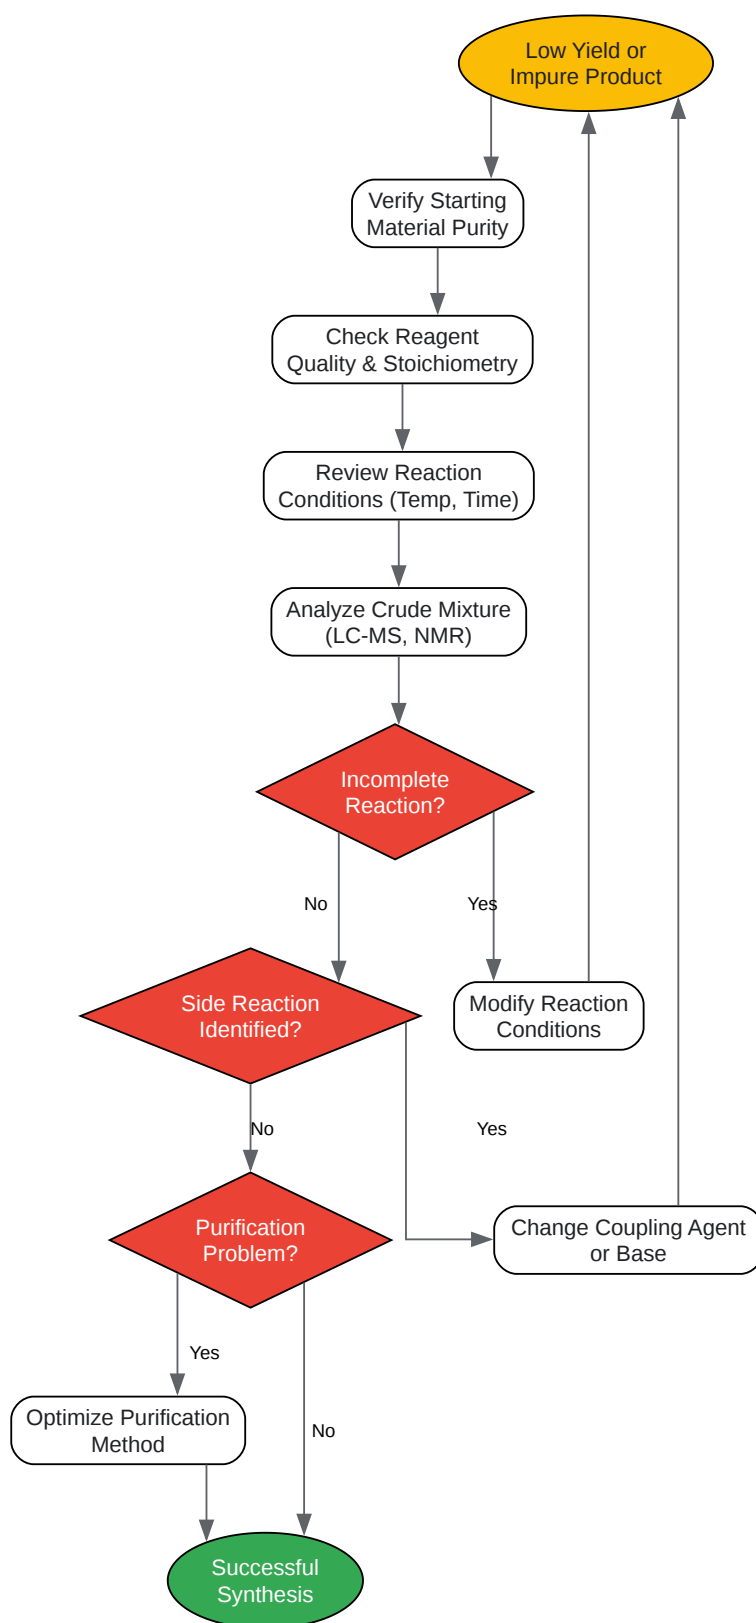 Low Yield or
Impure Product
Verify Starting
Material Purity
Check Reagent
Quality & Stoichiometry
Review Reaction
Conditions (Temp, Time)
Analyze Crude Mixture
(LC-MS, NMR)
Incomplete
Reaction?
No
Yes
Side Reaction
Identified?
Modify Reaction
Conditions
No
Yes
Purification
Problem?
Change Coupling Agent
or Base
Yes
Optimize Purification
Method
No
Successful
Synthesis